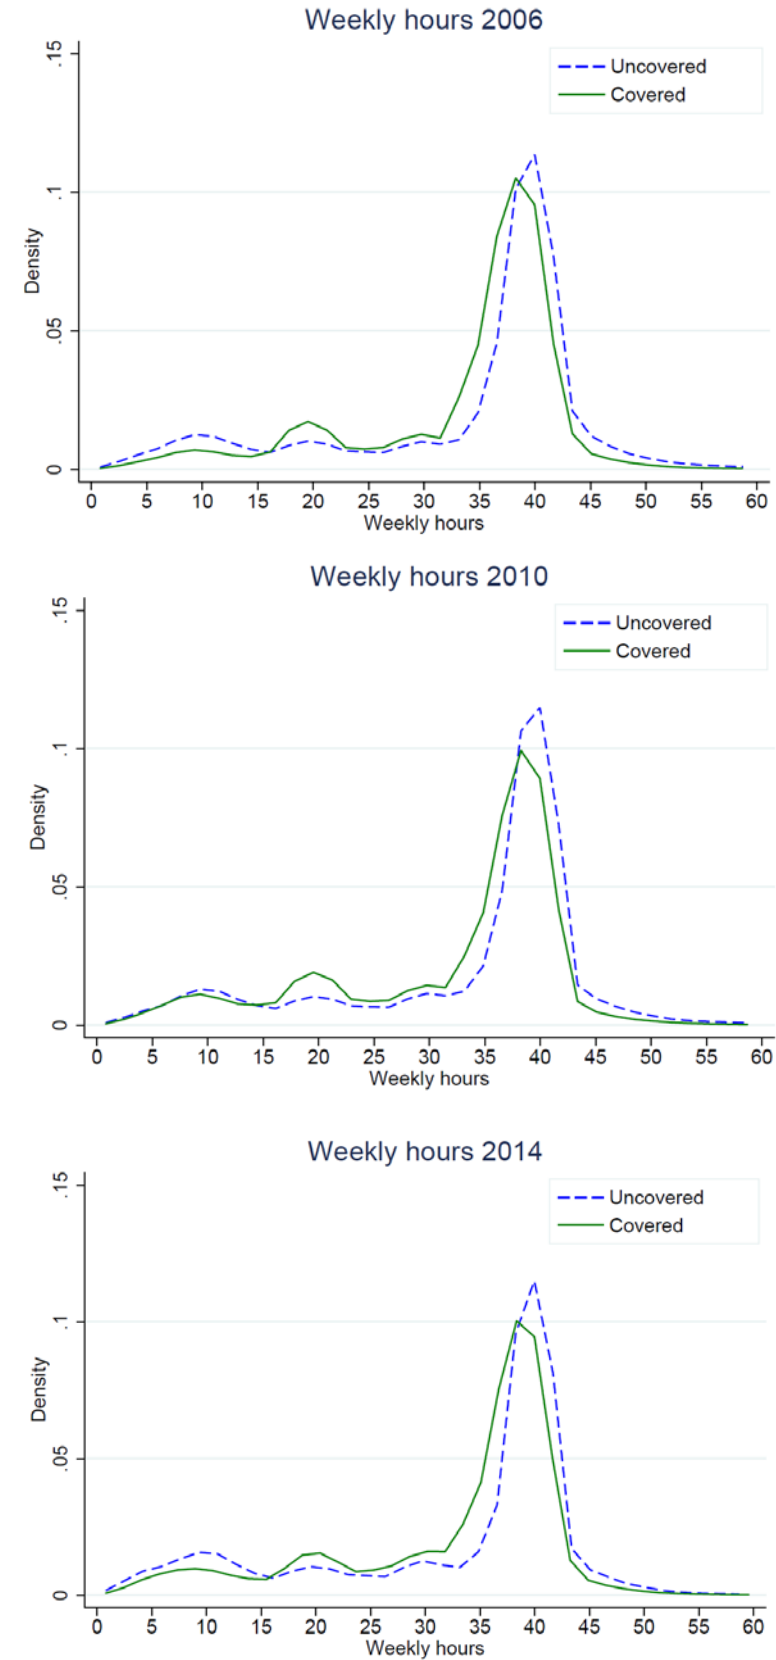 Weekly hours 2006
Uncovered
Covered
.15
.1
.05
0
Density
0 5 10 15 20 25 30 35 40 45 50 55 60
Weekly hours
Weekly hours 2010
Uncovered
Covered
.15
.1
.05
0
Density
0 5 10 15 20 25 30 35 40 45 50 55 60
Weekly hours
Weekly hours 2014
Uncovered
Covered
.15
.1
.05
0
Density
0 5 10 15 20 25 30 35 40 45 50 55 60
Weekly hours